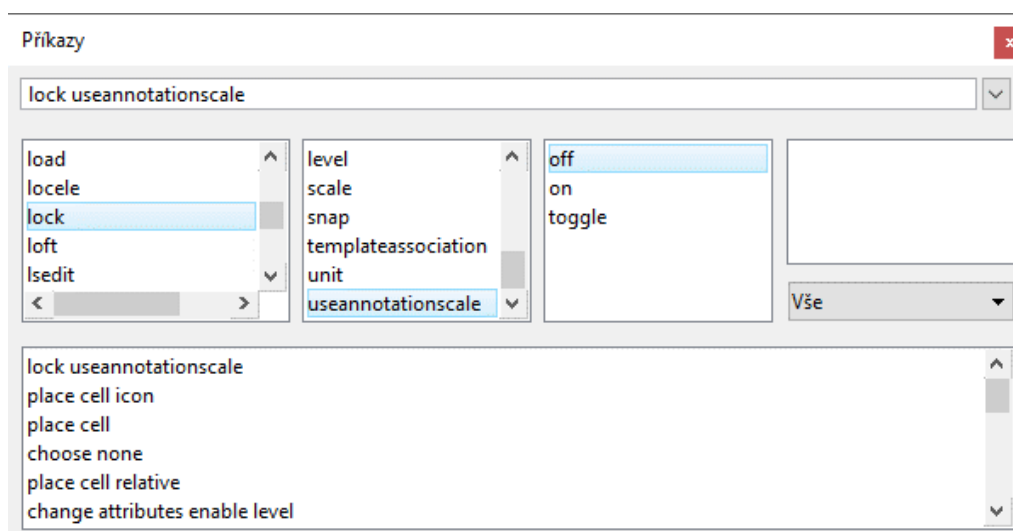 Příkazy
lock useannotationscale
load
locele
lock
loft
lsedit
level
scale
snap
templateassociation
unit
useannotationscale
off
on
toggle
Vše
lock useannotationscale
place cell icon
place cell
choose none
place cell relative
change attributes enable level